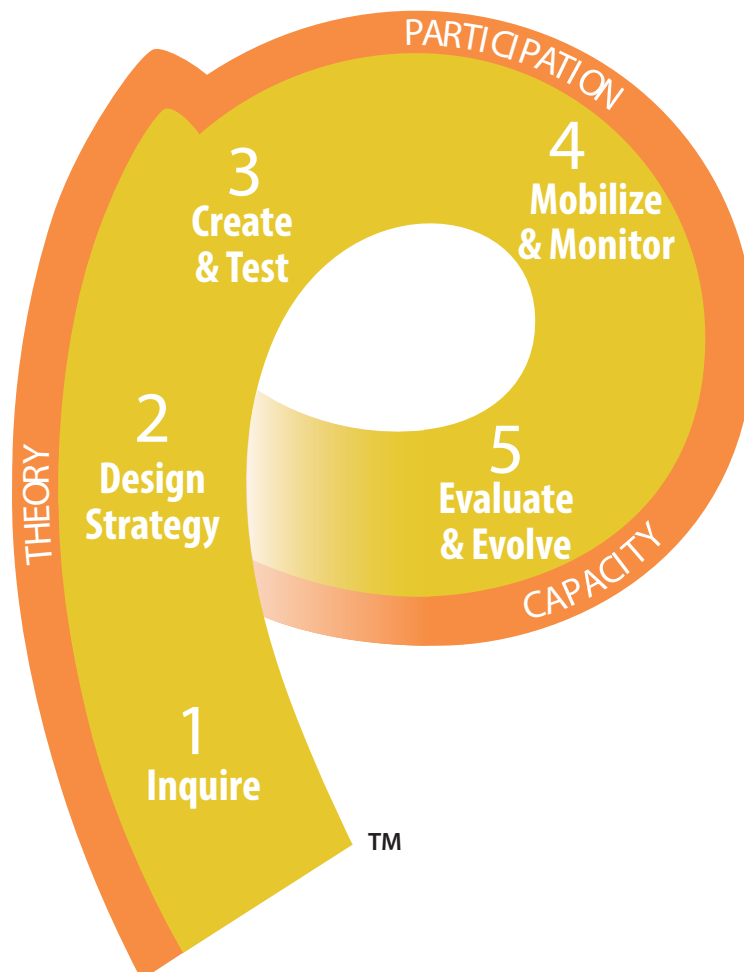 PARTICIPATION
4
Mobilize
& Monitor
3
Create
& Test
2
Design
Strategy
THEORY
5
Evaluate
& Evolve
CAPACITY
1
Inquire
TM